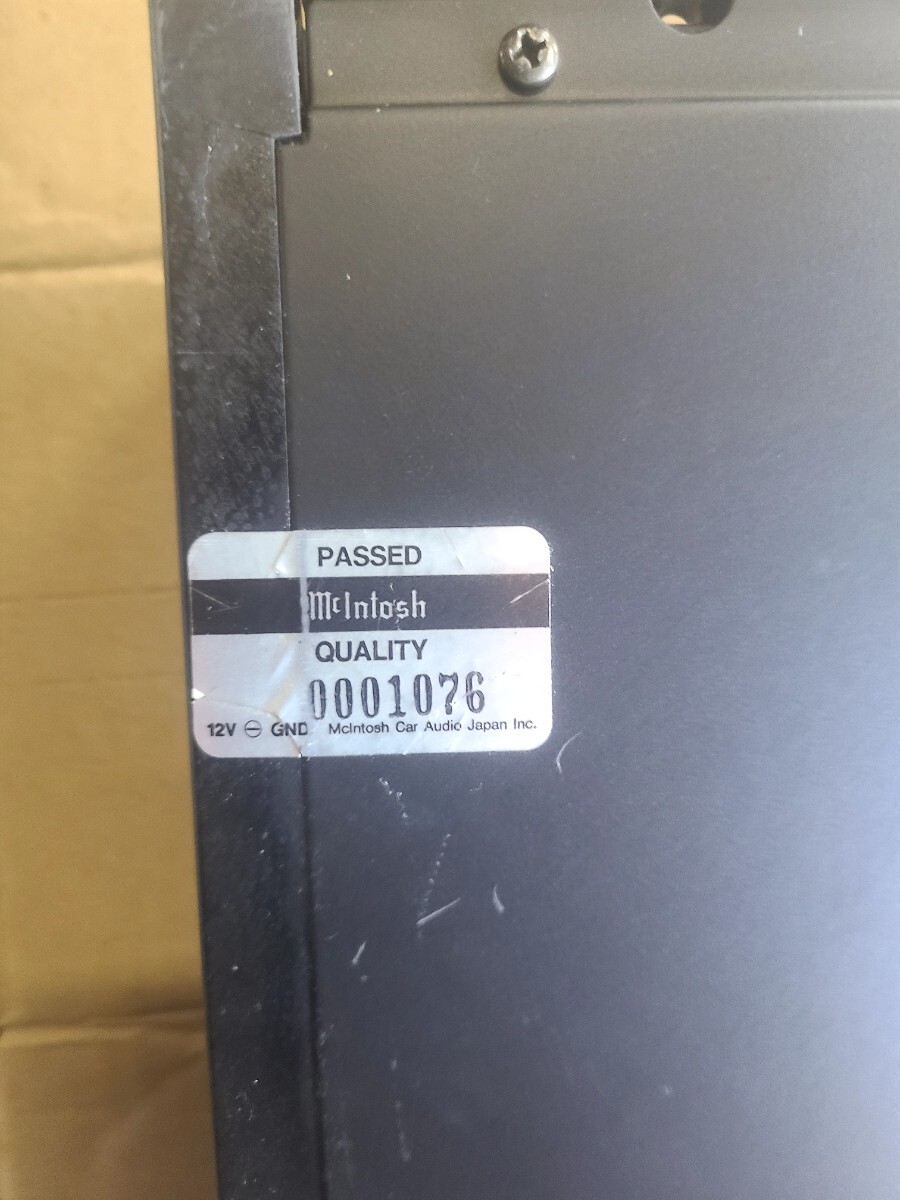 PASSED
McIntosh
QUALITY
0001076
12V ⊖ GND McIntosh Car Audio Japan Inc.